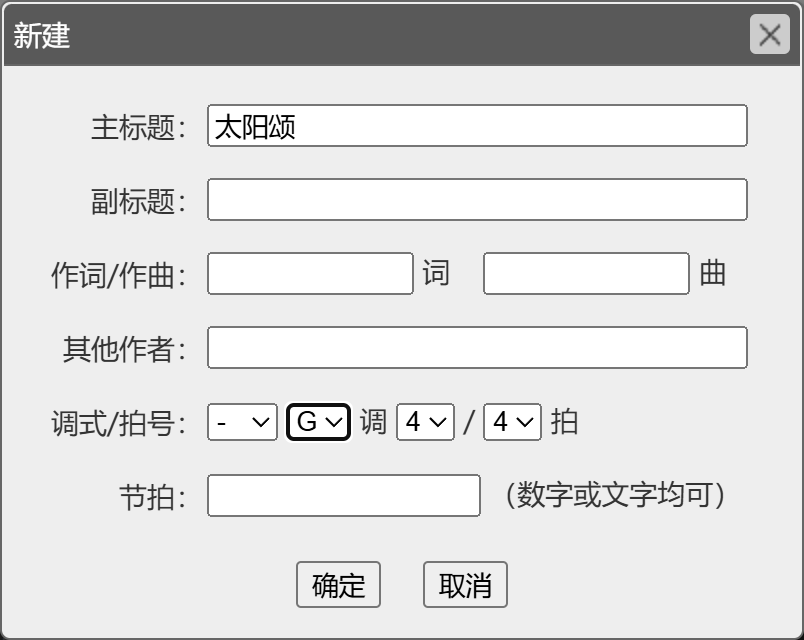 新建
主标题： 太阳颂
副标题：
作词/作曲： 词 曲
其他作者：
调式/拍号： - G 调 4 / 4 拍
节拍： （数字或文字均可）
确定 取消